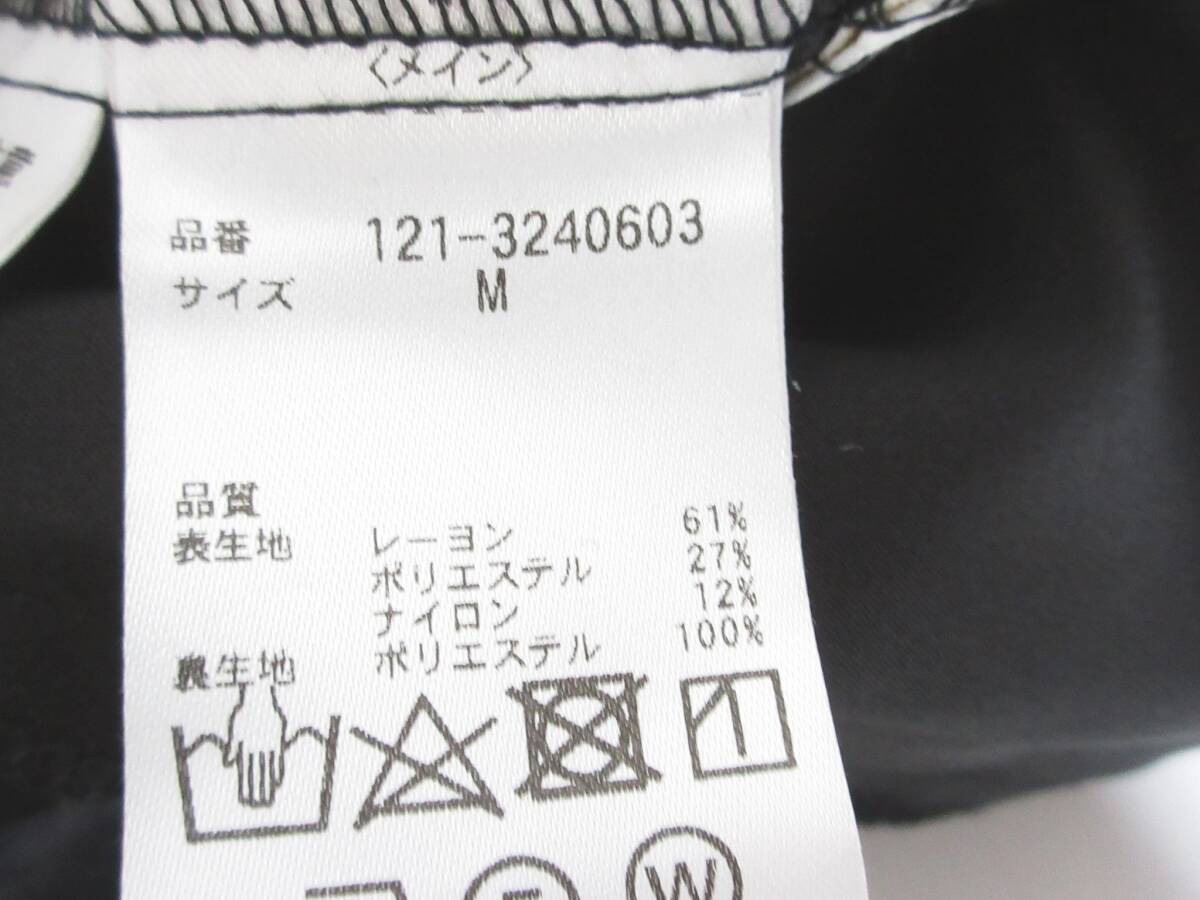 〈メイン〉
品番 121-3240603
サイズ M
品質
表生地 レーヨン 61%
ポリエステル 27%
ナイロン 12%
裏生地 ポリエステル 100%
W